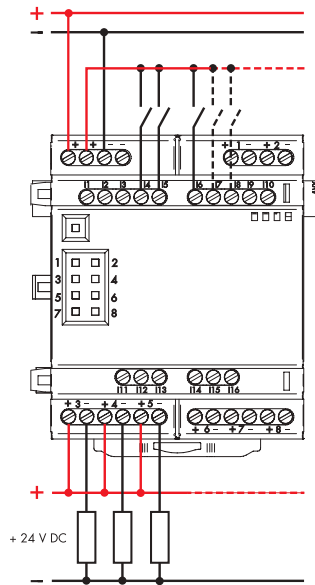 +
−
+ + − −
1 − + 2 −
I1 I2 I3 I4 I5 I6 I7 I8 I9 I10
1 2
3 4
5 6
7 8
I11 I12 I13 I14 I15 I16
+ 3 − + 4 − + 5 −
+ 6 − + 7 − + 8 −
+
+ 24 V DC
−